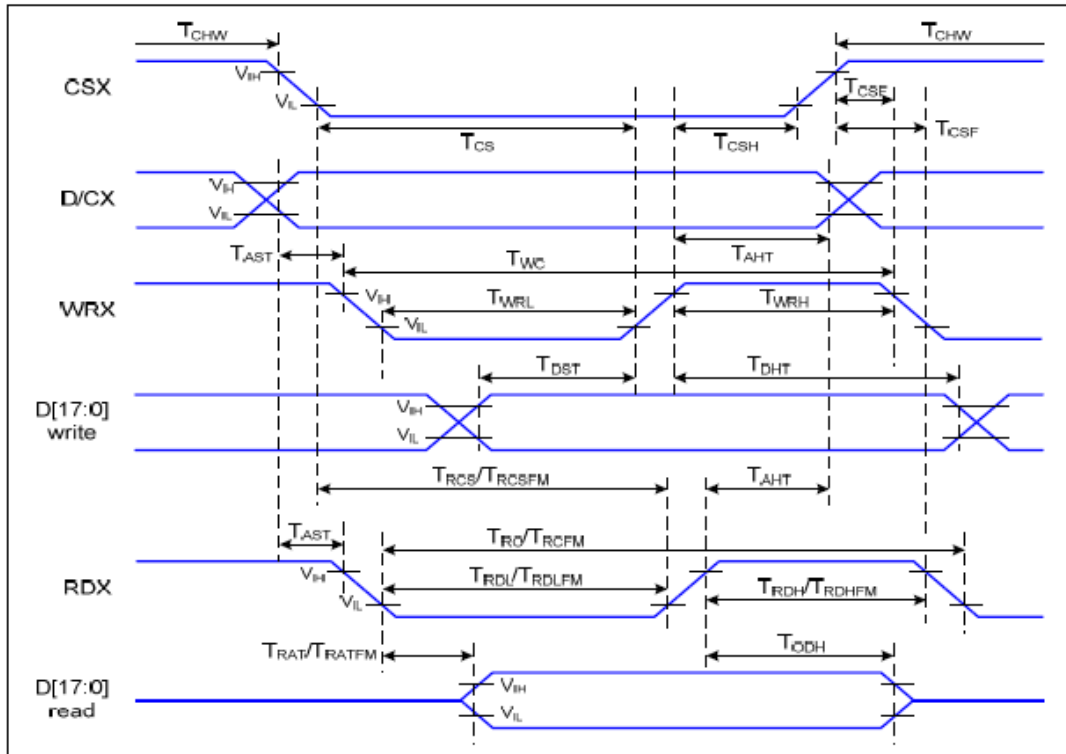 TCHW TCHW
CSX VIH
VIL
TCSF
TCS TCSH TCSF
D/CX VIH
VIL
TAST TWC TAHT
WRX VIH TWRL TWRH
VIL
TDST TDHT
D[17:0] VIH
write VIL
TRCS/TRCSFM TAHT
TAST TRC/TRCFM
RDX VIH TRDL/TRDLFM TRDH/TRDHFM
VIL
TRAT/TRATFM TODH
D[17:0] VIH
read VIL